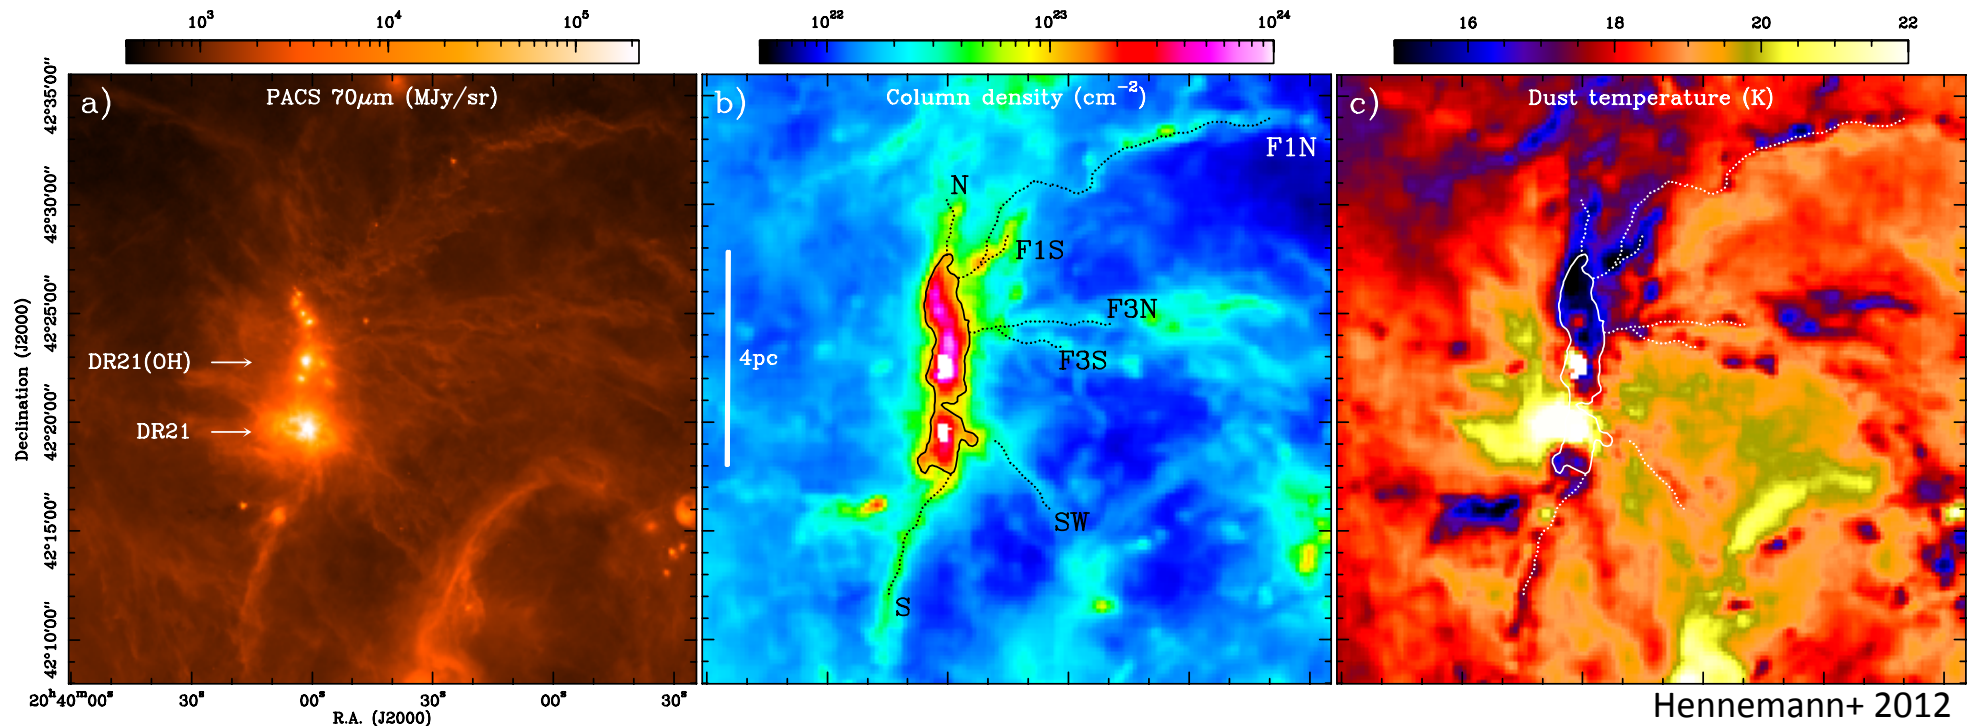 10³ 10⁴ 10⁵
10²² 10²³ 10²⁴
16 18 20 22
a) PACS 70μm (MJy/sr)
b) Column density (cm⁻²)
c) Dust temperature (K)
Declination (J2000)
42°35'00"
42°30'00"
42°25'00"
42°20'00"
42°15'00"
42°10'00"
DR21(OH)
DR21
F1N
N
F1S
F3N
F3S
4pc
SW
S
20ʰ40ᵐ00ˢ 30ˢ 00ˢ 30ˢ 00ˢ 30ˢ
R.A. (J2000)
Hennemann+ 2012